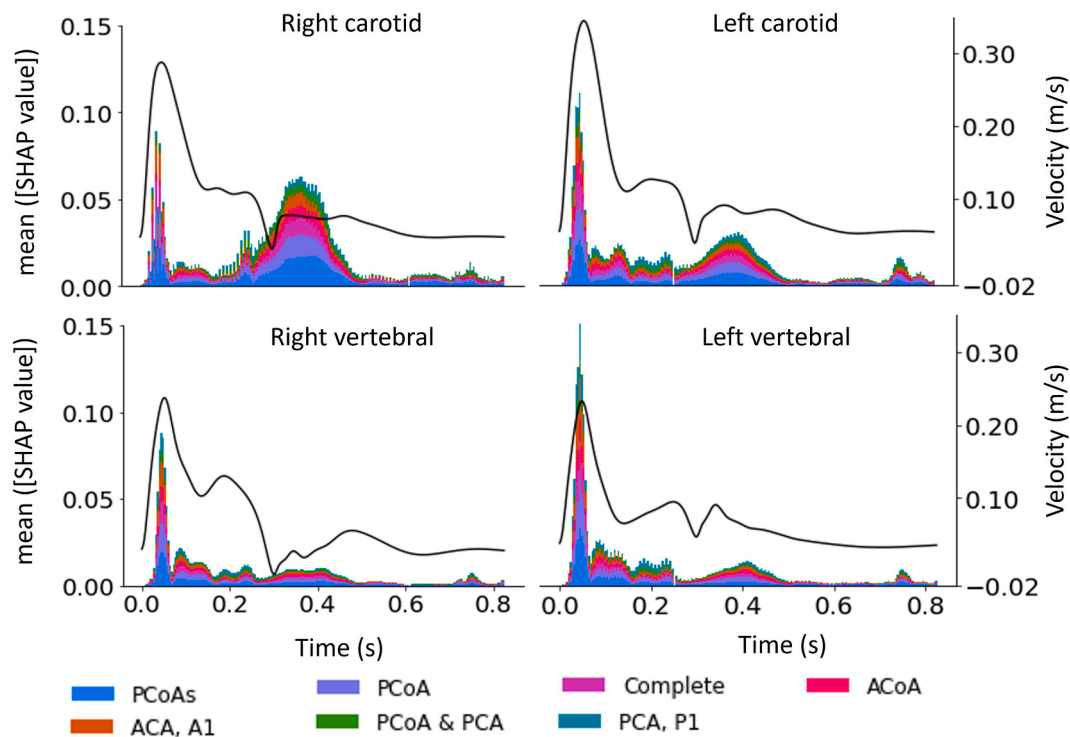 Right carotid
Left carotid
mean ([SHAP value])
0.15
0.10
0.05
0.00
0.30
0.20
0.10
−0.02
Velocity (m/s)
Right vertebral
Left vertebral
mean ([SHAP value])
0.15
0.10
0.05
0.00
0.30
0.20
0.10
−0.02
Velocity (m/s)
0.0 0.2 0.4 0.6 0.8
0.0 0.2 0.4 0.6 0.8
Time (s)
Time (s)
PCoAs PCoA Complete ACoA
ACA, A1 PCoA & PCA PCA, P1